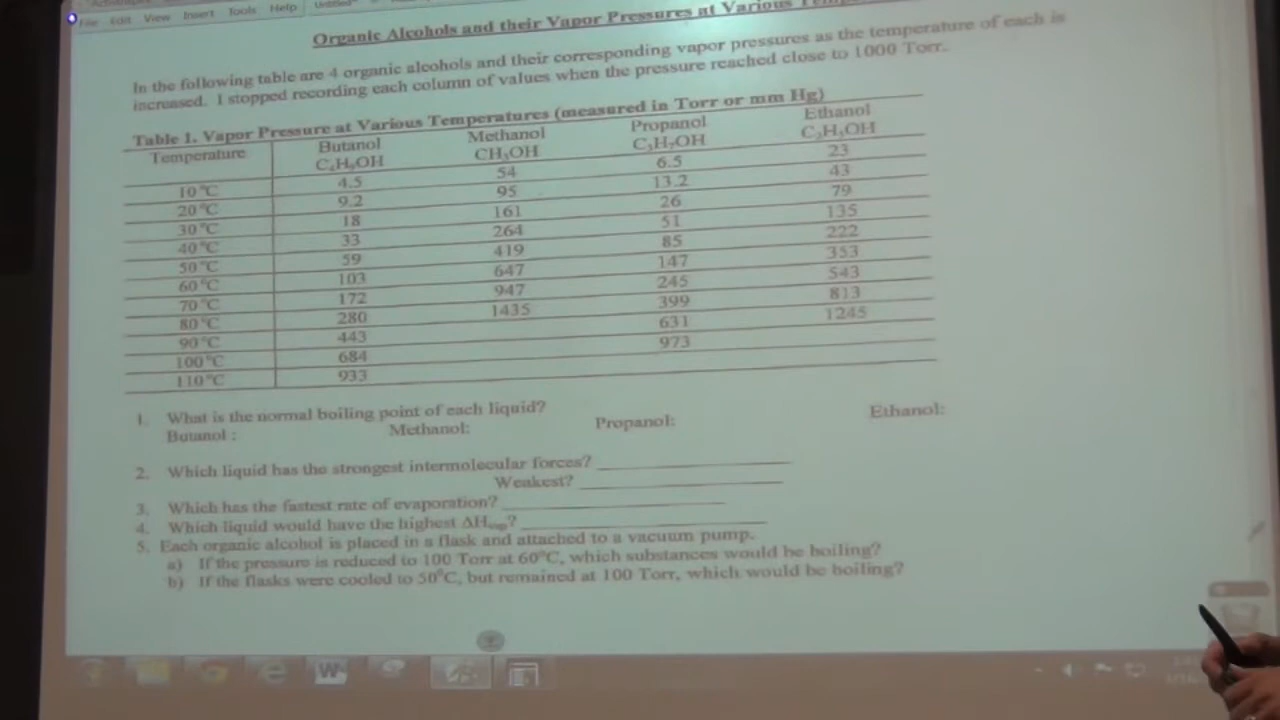 File Edit View Insert Tools Help
Organic Alcohols and their Vapor Pressures at Various
In the following table are 4 organic alcohols and their corresponding vapor pressures as the temperature of each is
increased. I stopped recording each column of values when the pressure reached close to 1000 Torr.
Table 1. Vapor Pressure at Various Temperatures (measured in Torr or mm Hg)
Temperature Butanol Methanol Propanol Ethanol
C₄H₉OH CH₃OH C₃H₇OH C₂H₅OH
10°C 4.5 54 6.5 23
20°C 9.2 95 13.2 43
30°C 18 161 26 79
40°C 33 264 51 135
50°C 59 419 85 222
60°C 103 647 147 353
70°C 172 947 245 543
80°C 280 1435 399 813
90°C 443 631 1245
100°C 684 973
110°C 933
1. What is the normal boiling point of each liquid?
Butanol : Methanol: Propanol: Ethanol:
2. Which liquid has the strongest intermolecular forces?
Weakest?
3. Which has the fastest rate of evaporation?
4. Which liquid would have the highest ΔHvap?
5. Each organic alcohol is placed in a flask and attached to a vacuum pump.
a) If the pressure is reduced to 100 Torr at 60°C, which substances would be boiling?
b) If the flasks were cooled to 50°C, but remained at 100 Torr, which would be boiling?